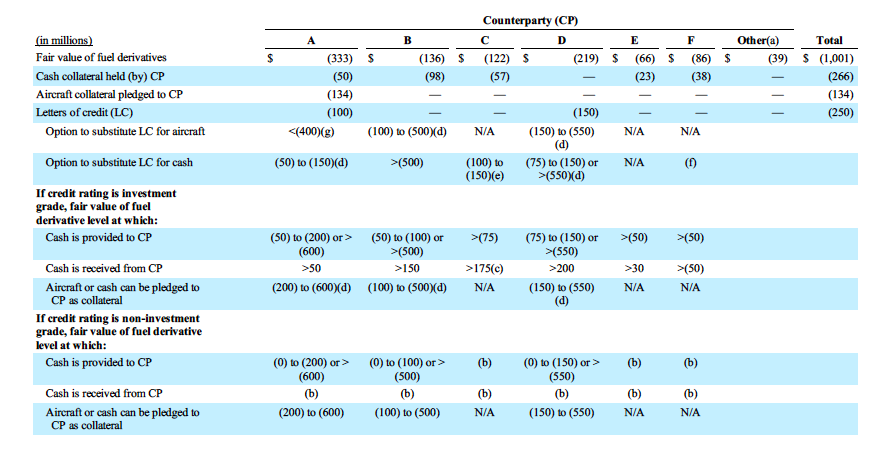 Counterparty (CP)
(in millions) A B C D E F Other(a) Total
Fair value of fuel derivatives $ (333) $ (136) $ (122) $ (219) $ (66) $ (86) $ (39) $ (1,001)
Cash collateral held (by) CP (50) (98) (57) — (23) (38) — (266)
Aircraft collateral pledged to CP (134) — — — — — — (134)
Letters of credit (LC) (100) — — (150) — — — (250)
Option to substitute LC for aircraft <(400)(g) (100) to (500)(d) N/A (150) to (550) N/A N/A
(d)
Option to substitute LC for cash (50) to (150)(d) >(500) (100) to (75) to (150) or N/A (f)
(150)(e) >(550)(d)
If credit rating is investment
grade, fair value of fuel
derivative level at which:
Cash is provided to CP (50) to (200) or > (50) to (100) or >(75) (75) to (150) or >(50) >(50)
(600) >(500) >(550)
Cash is received from CP >50 >150 >175(c) >200 >30 >(50)
Aircraft or cash can be pledged to (200) to (600)(d) (100) to (500)(d) N/A (150) to (550) N/A N/A
CP as collateral (d)
If credit rating is non-investment
grade, fair value of fuel derivative
level at which:
Cash is provided to CP (0) to (200) or > (0) to (100) or > (b) (0) to (150) or > (b) (b)
(600) (500) (550)
Cash is received from CP (b) (b) (b) (b) (b) (b)
Aircraft or cash can be pledged to (200) to (600) (100) to (500) N/A (150) to (550) N/A N/A
CP as collateral